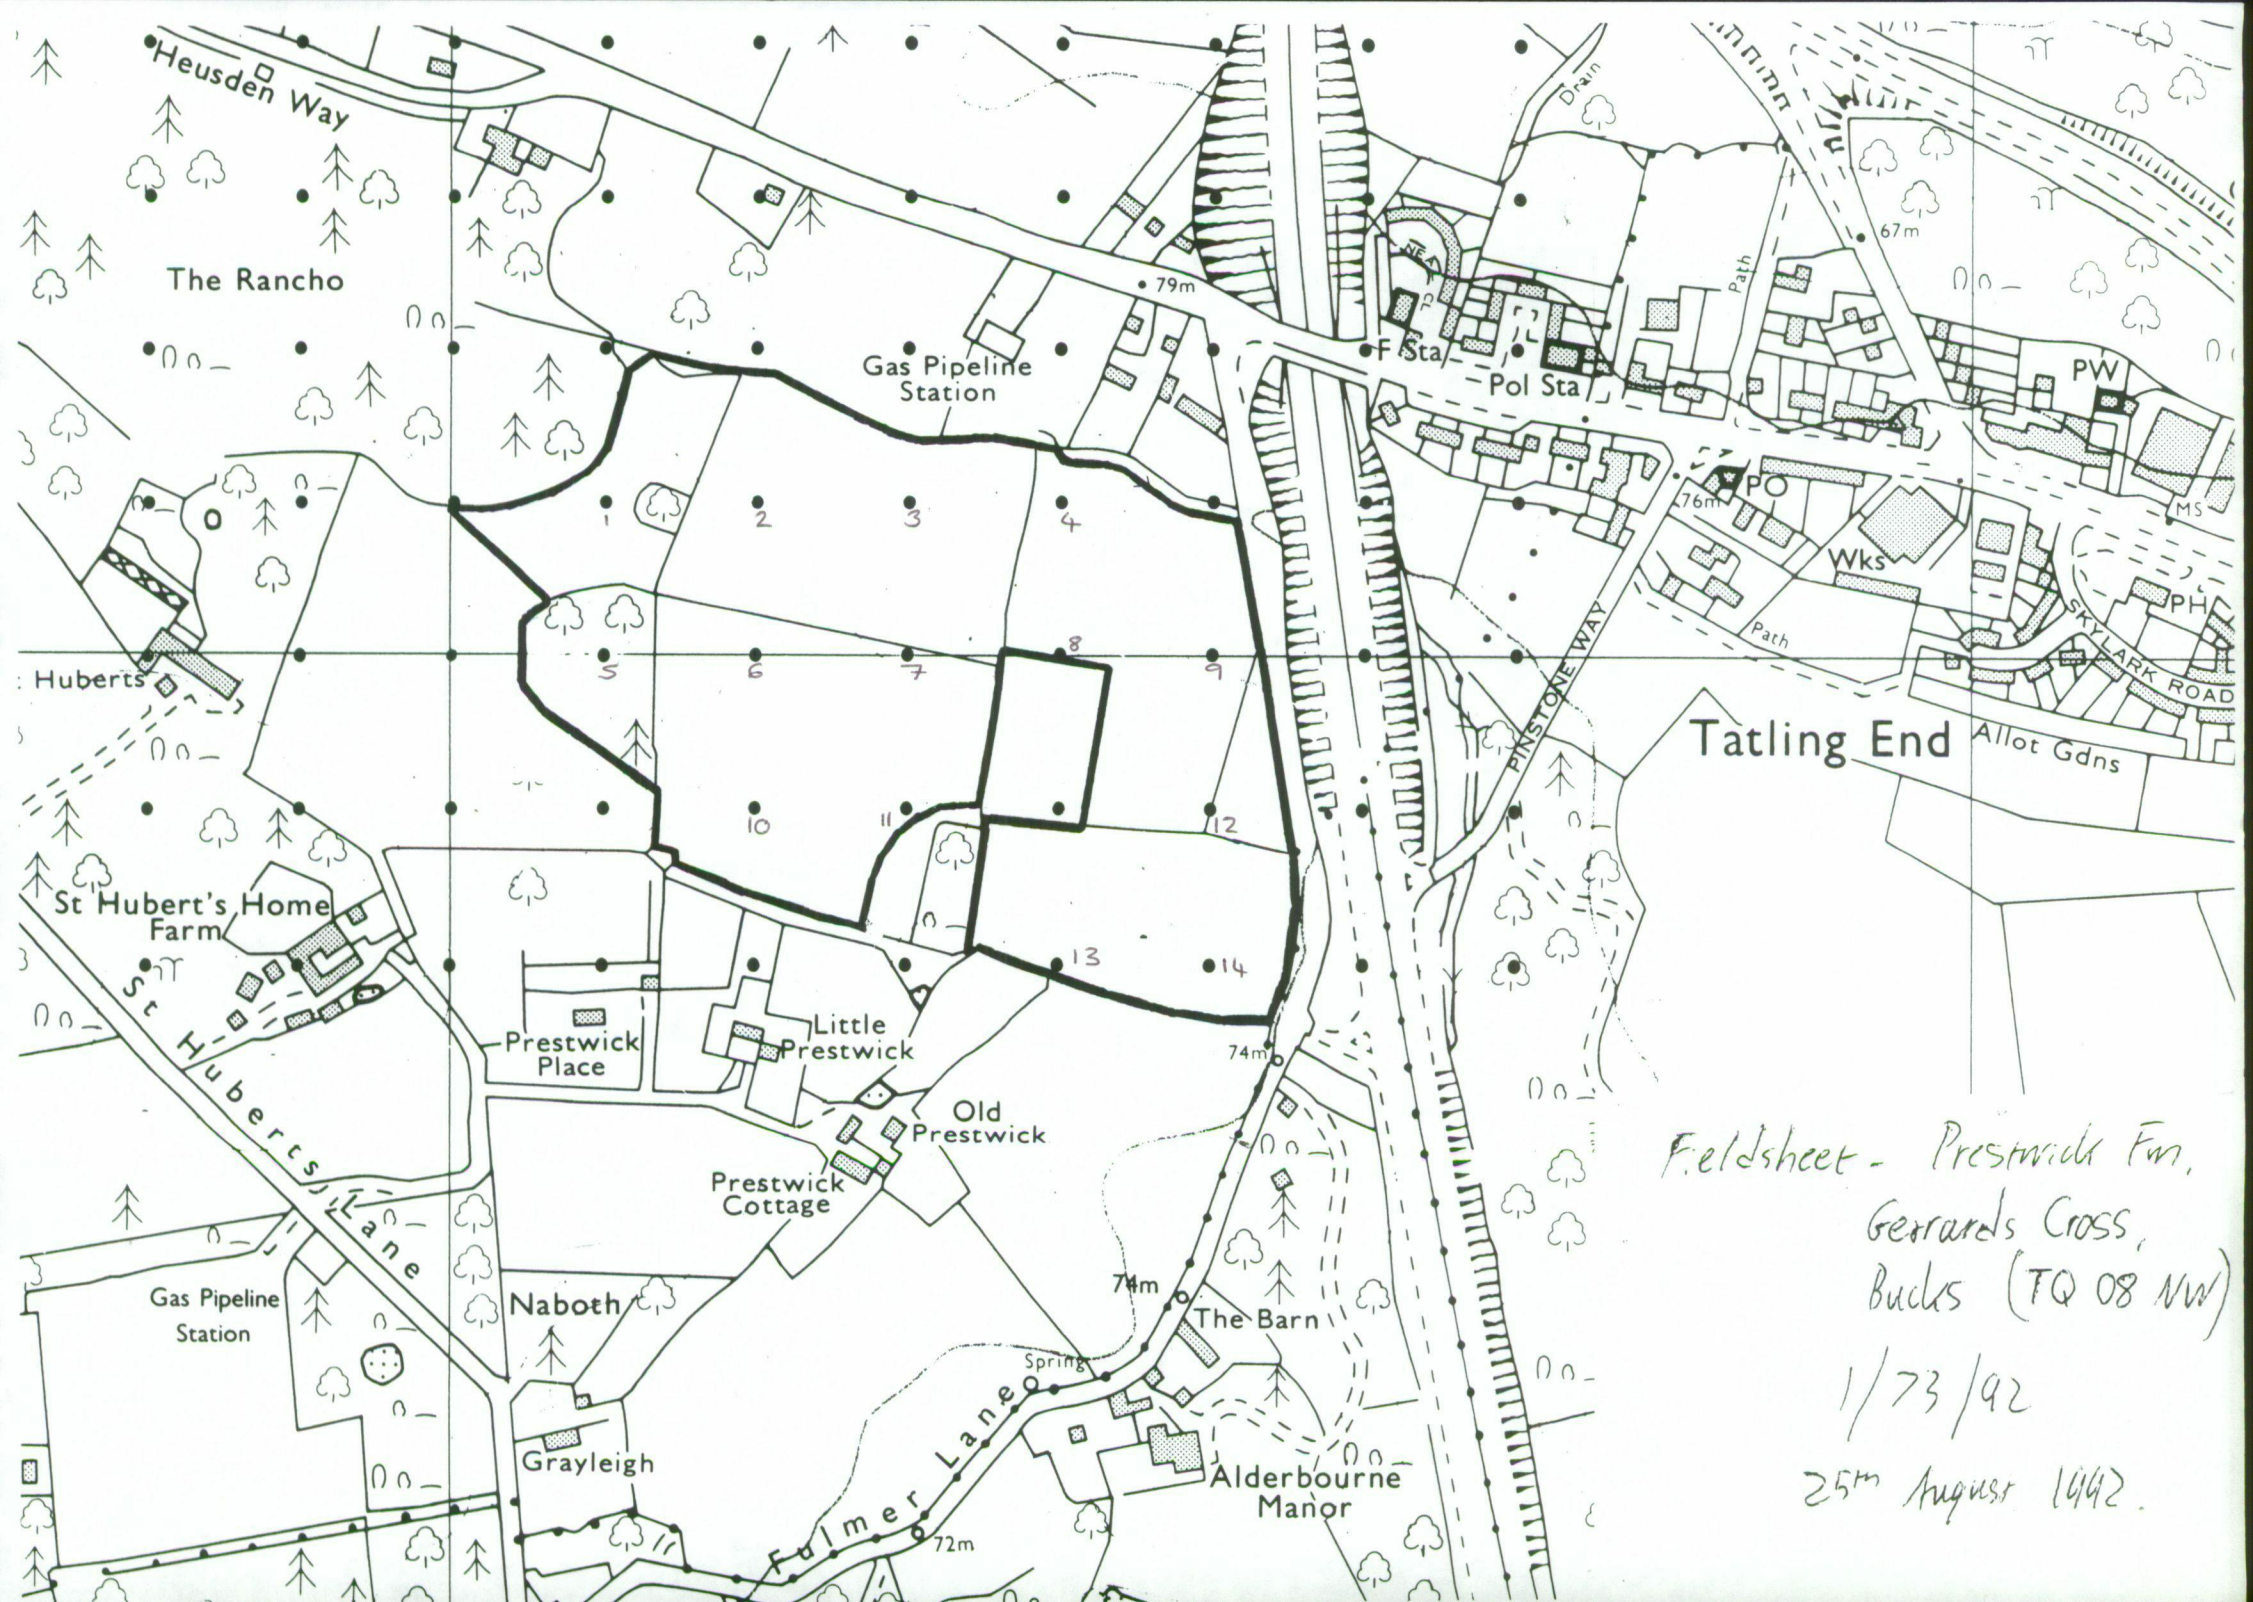 Heusden Way
The Rancho
Drain
NEAL CL
Path
67m
79m
Gas Pipeline
Station
F Sta
Pol Sta
PW
PO
76m
MS
Wks
PH
SKYLARK ROAD
Path
PINSTONE WAY
Tatling End
Allot Gdns
1
2
3
4
5
6
7
8
9
10
11
12
13
14
Huberts
St Hubert's Home
Farm
St Huberts Lane
Prestwick
Place
Little
Prestwick
Old
Prestwick
Prestwick
Cottage
74m
74m
The Barn
Gas Pipeline
Station
Naboth
Spring
Grayleigh
Fulmer Lane
72m
Alderbourne
Manor
Fieldsheet - Prestwick Fm,
Gerrards Cross,
Bucks (TQ 08 NW)
1/73/92
25th August 1992.